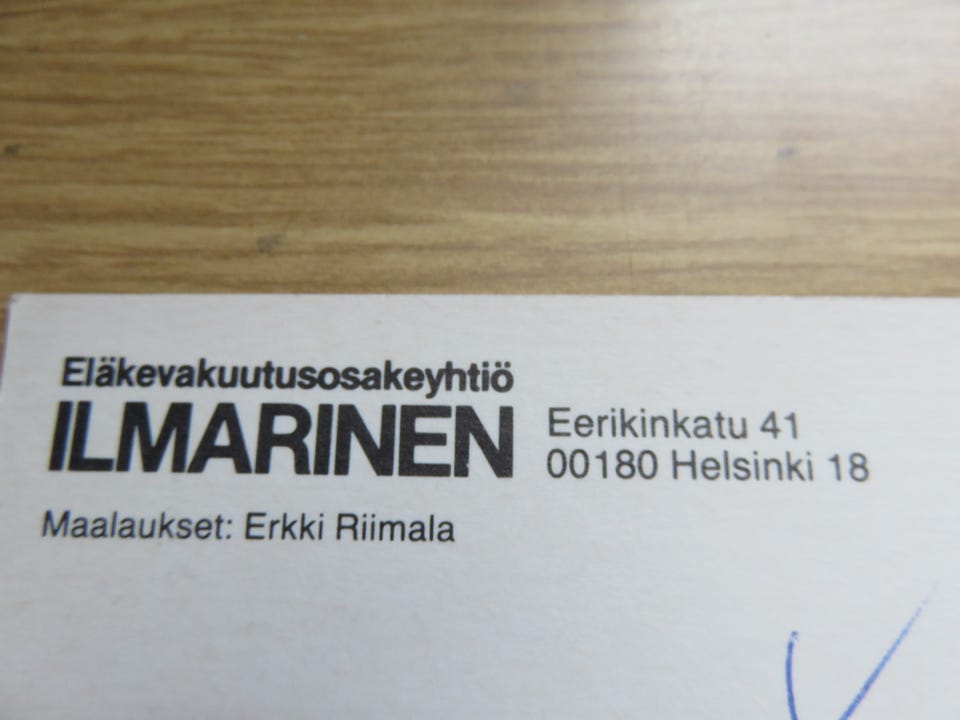 Eläkevakuutusosakeyhtiö
ILMARINEN
Eerikinkatu 41
00180 Helsinki 18
Maalaukset: Erkki Riimala